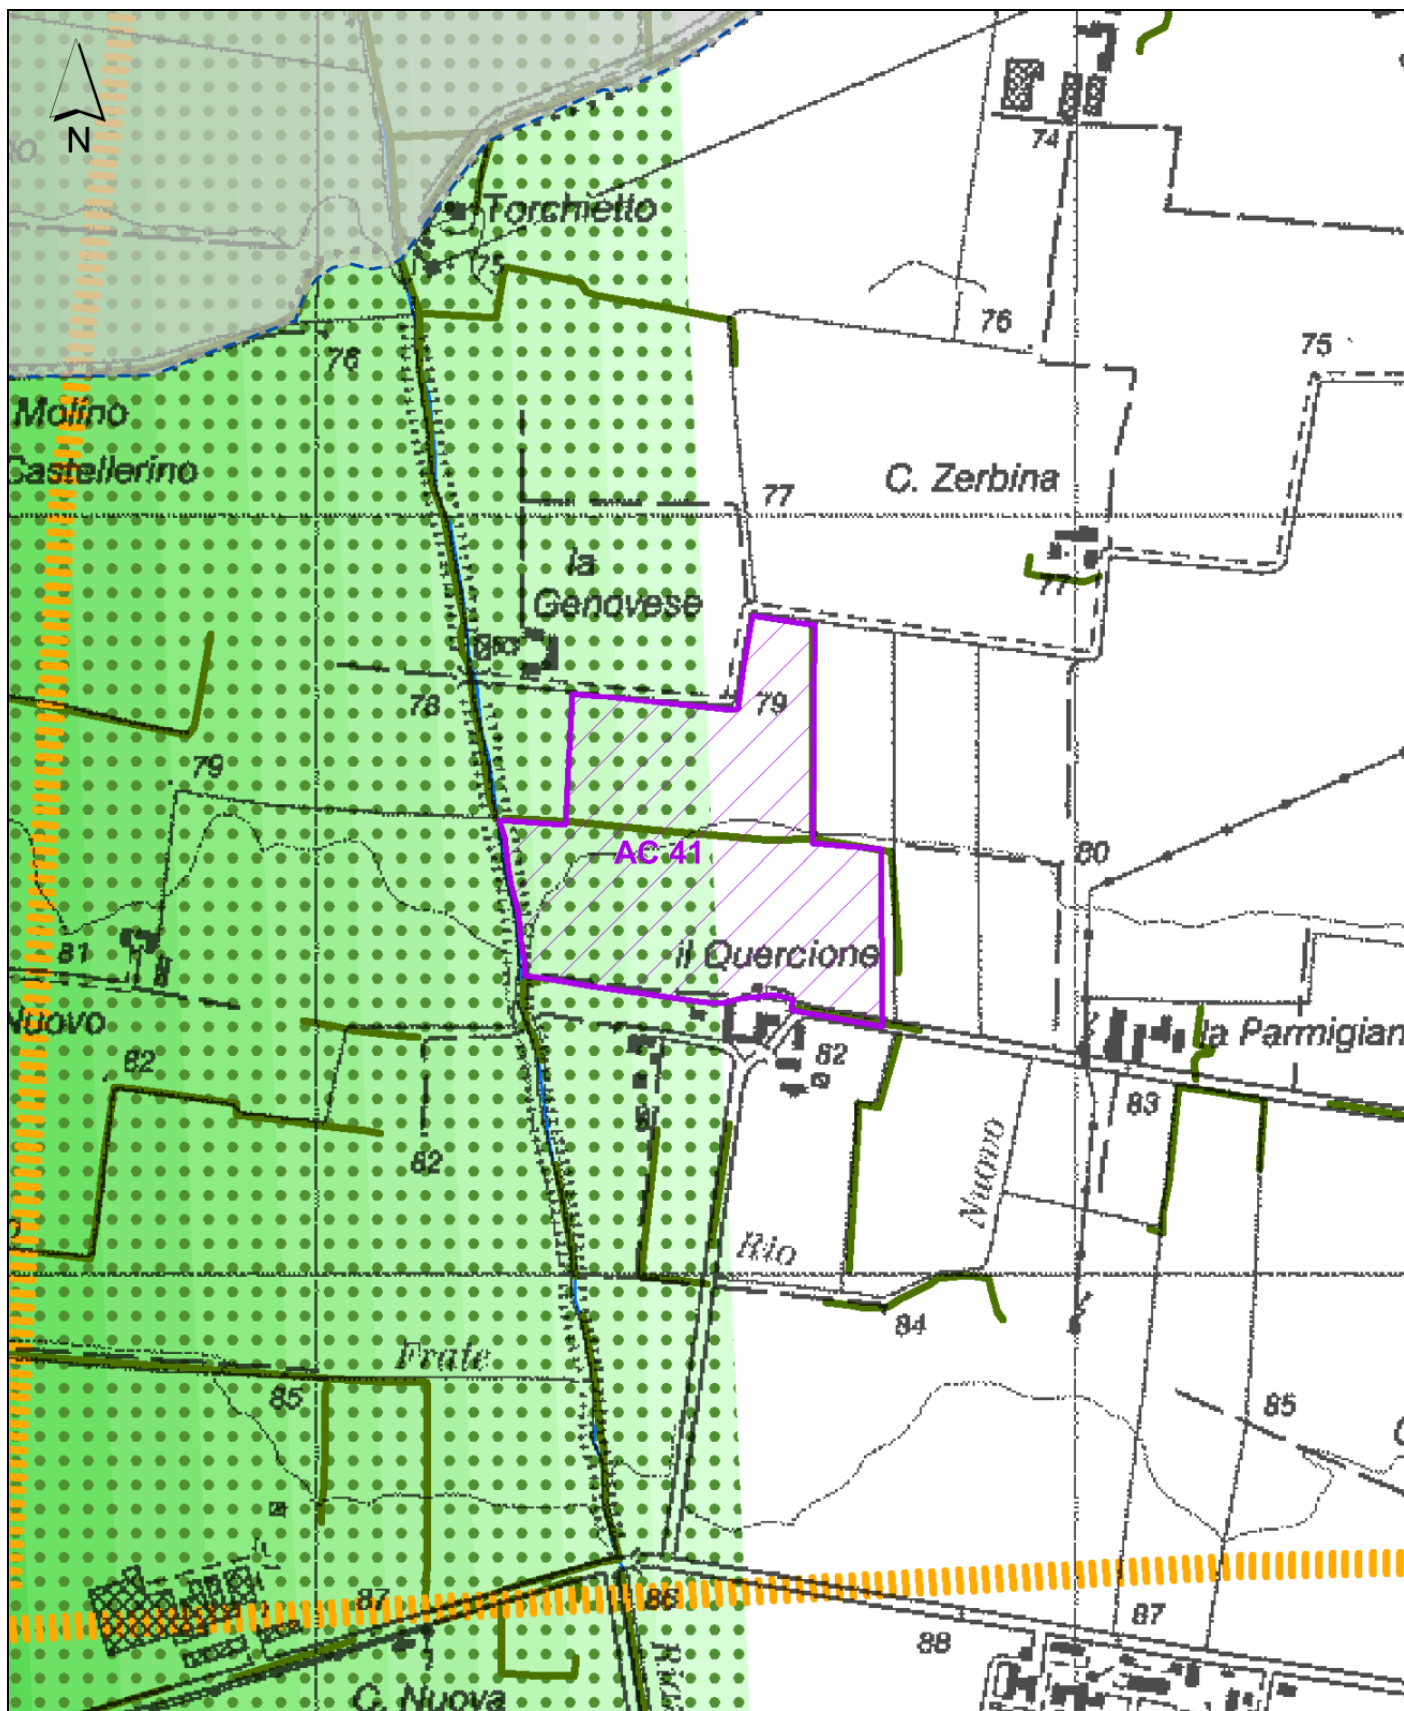 N
74
Torchietto
75
76
76
75
Molino
Castellerino
C. Zerbina
77
la
Genovese
77
78
79
79
AC 41
80
81
il Quercione
Nuovo
la Parmigian
82
82
83
82
Nuovo
Rio
84
Frate
85
85
87
86
87
88
C. Nuova